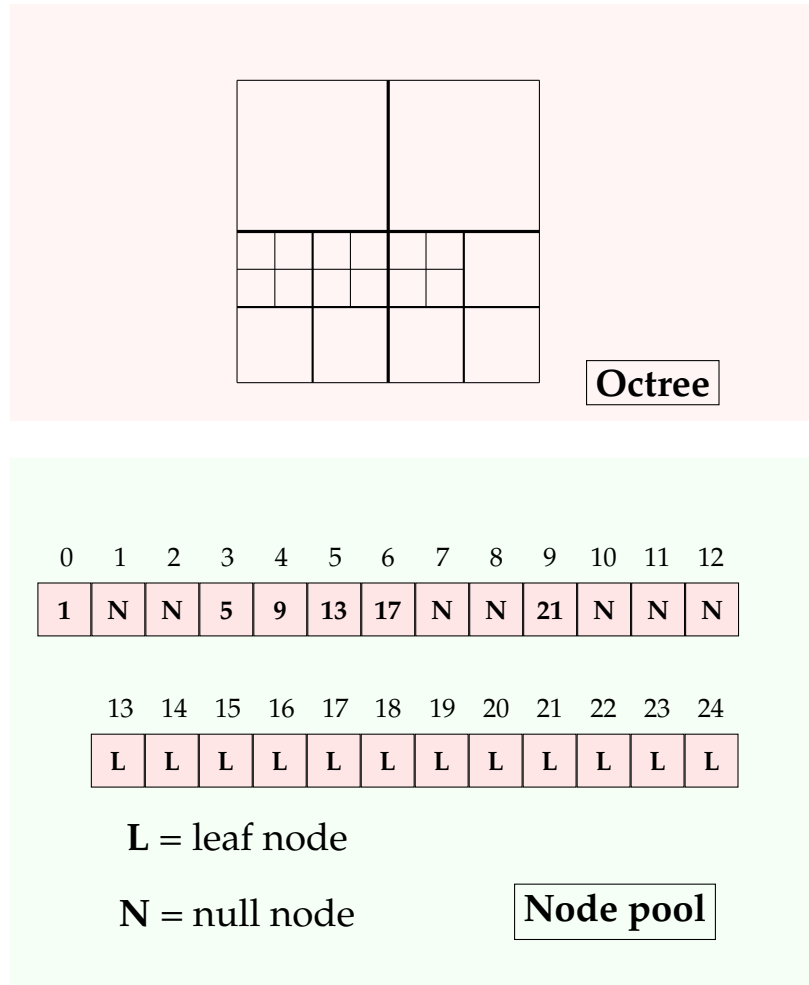 Octree
0 1 2 3 4 5 6 7 8 9 10 11 12
1 N N 5 9 13 17 N N 21 N N N
13 14 15 16 17 18 19 20 21 22 23 24
L L L L L L L L L L L L
L = leaf node
N = null node
Node pool